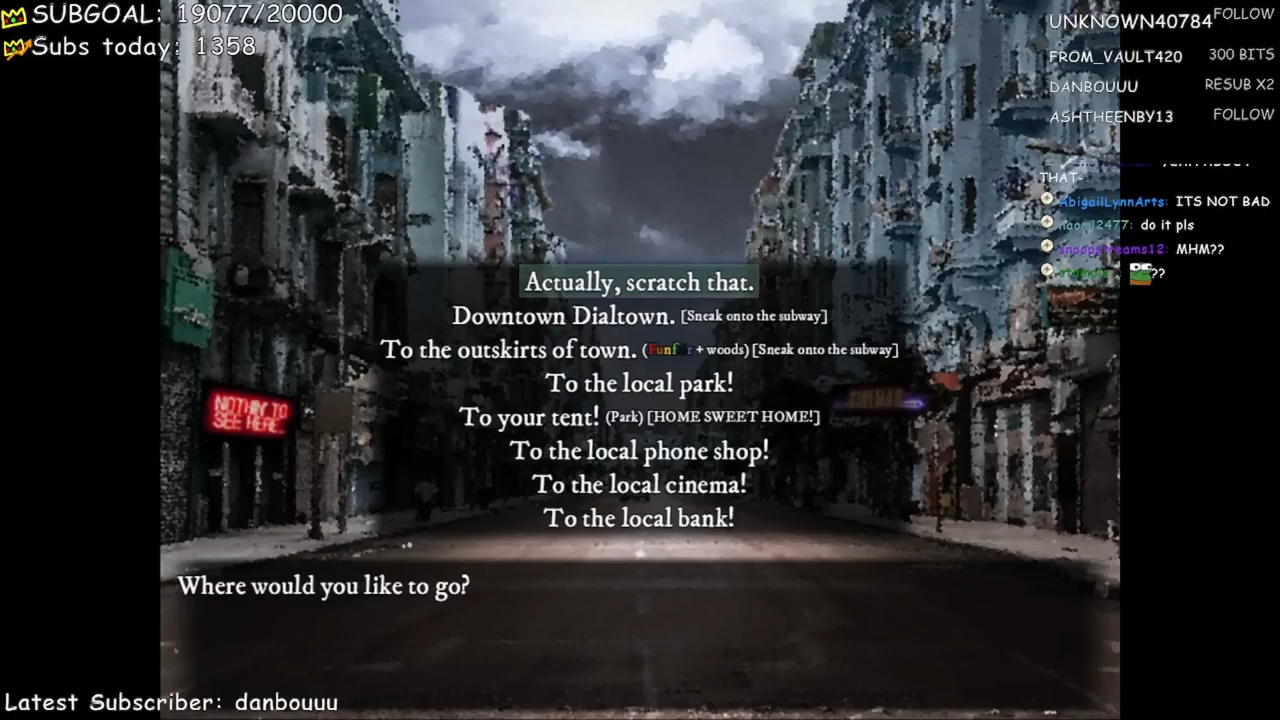 SUBGOAL: 19077/20000
Subs today: 1358
UNKNOWN40784 FOLLOW
FROM_VAULT420 300 BITS
DANBOUUU RESUB X2
ASHTHEENBY13 FOLLOW
THAT-
AbigailLynnArts: ITS NOT BAD
naomi2477: do it pls
snoopstreams12: MHM??
??
Actually, scratch that.
Downtown Dialtown. [Sneak onto the subway]
To the outskirts of town. (Funfair + woods) [Sneak onto the subway]
To the local park!
To your tent! (Park) [HOME SWEET HOME!]
To the local phone shop!
To the local cinema!
To the local bank!
NOTHIN TO
SEE HERE
Where would you like to go?
Latest Subscriber: danbouuu